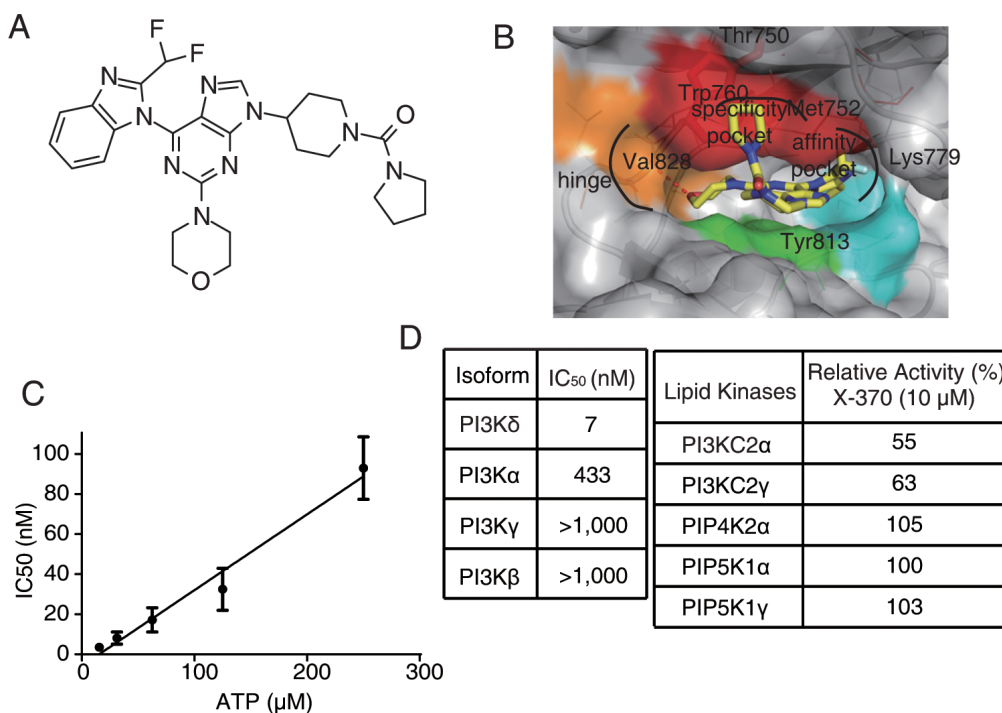 A
F
F
N
N
N
N
N
N
N
N
N
O
N
O
B
Thr750
Trp760
specificity
pocket
Met752
affinity
pocket
Lys779
Val828
hinge
Tyr813
C
IC50 (nM)
100
80
60
40
20
0
0
100
200
300
ATP (µM)
D
Isoform IC50 (nM)
PI3Kδ 7
PI3Kα 433
PI3Kγ >1,000
PI3Kβ >1,000
Lipid Kinases Relative Activity (%)
X-370 (10 µM)
PI3KC2α 55
PI3KC2γ 63
PIP4K2α 105
PIP5K1α 100
PIP5K1γ 103